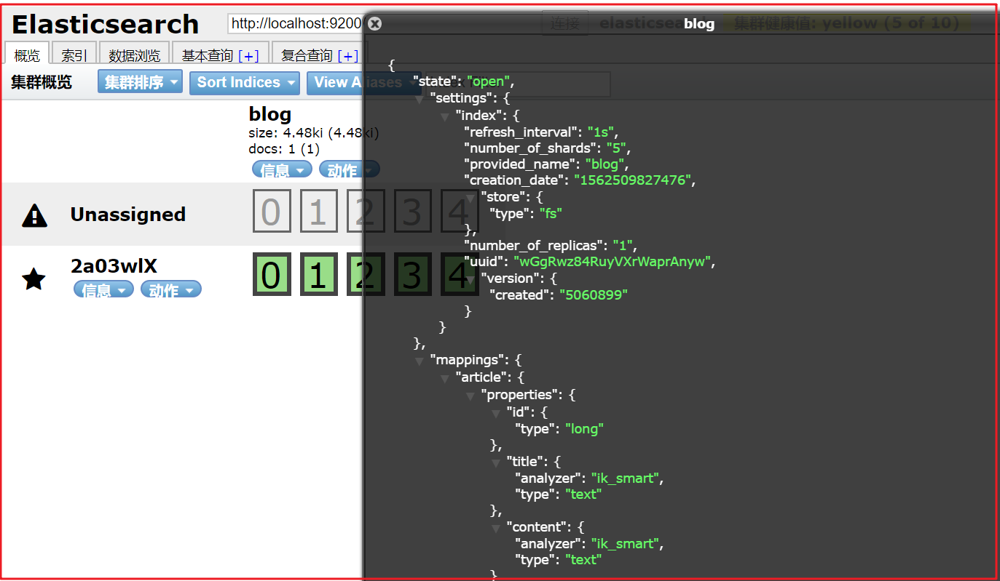 Elasticsearch
http://localhost:9200
连接
elasticsea
集群健康值: yellow (5 of 10)
概览
索引
数据浏览
基本查询 [+]
复合查询 [+]
集群概览
集群排序
Sort Indices
View Aliases
blog
size: 4.48ki (4.48ki)
docs: 1 (1)
信息
动作
Unassigned
0 1 2 3 4
2a03wlX
信息
动作
0 1 2 3 4
blog
{
"state": "open",
"settings": {
"index": {
"refresh_interval": "1s",
"number_of_shards": "5",
"provided_name": "blog",
"creation_date": "1562509827476",
"store": {
"type": "fs"
},
"number_of_replicas": "1",
"uuid": "wGgRwz84RuyVXrWaprAnyw",
"version": {
"created": "5060899"
}
}
},
"mappings": {
"article": {
"properties": {
"id": {
"type": "long"
},
"title": {
"analyzer": "ik_smart",
"type": "text"
},
"content": {
"analyzer": "ik_smart",
"type": "text"
}